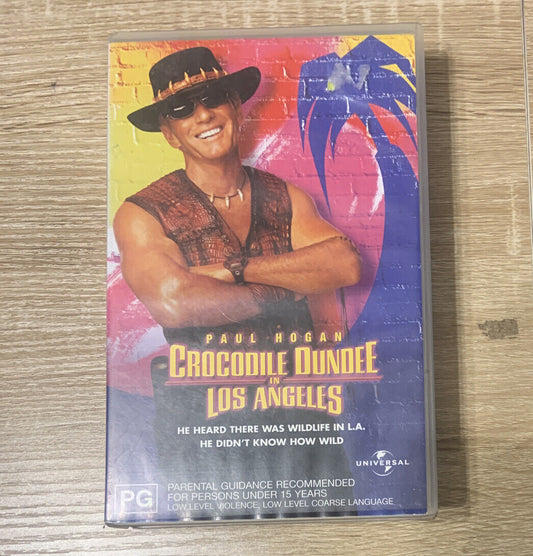 PAUL HOGAN
CROCODILE DUNDEE
IN
LOS ANGELES
HE HEARD THERE WAS WILDLIFE IN L.A.
HE DIDN'T KNOW HOW WILD
UNIVERSAL
PG
PARENTAL GUIDANCE RECOMMENDED
FOR PERSONS UNDER 15 YEARS
LOW LEVEL VIOLENCE, LOW LEVEL COARSE LANGUAGE